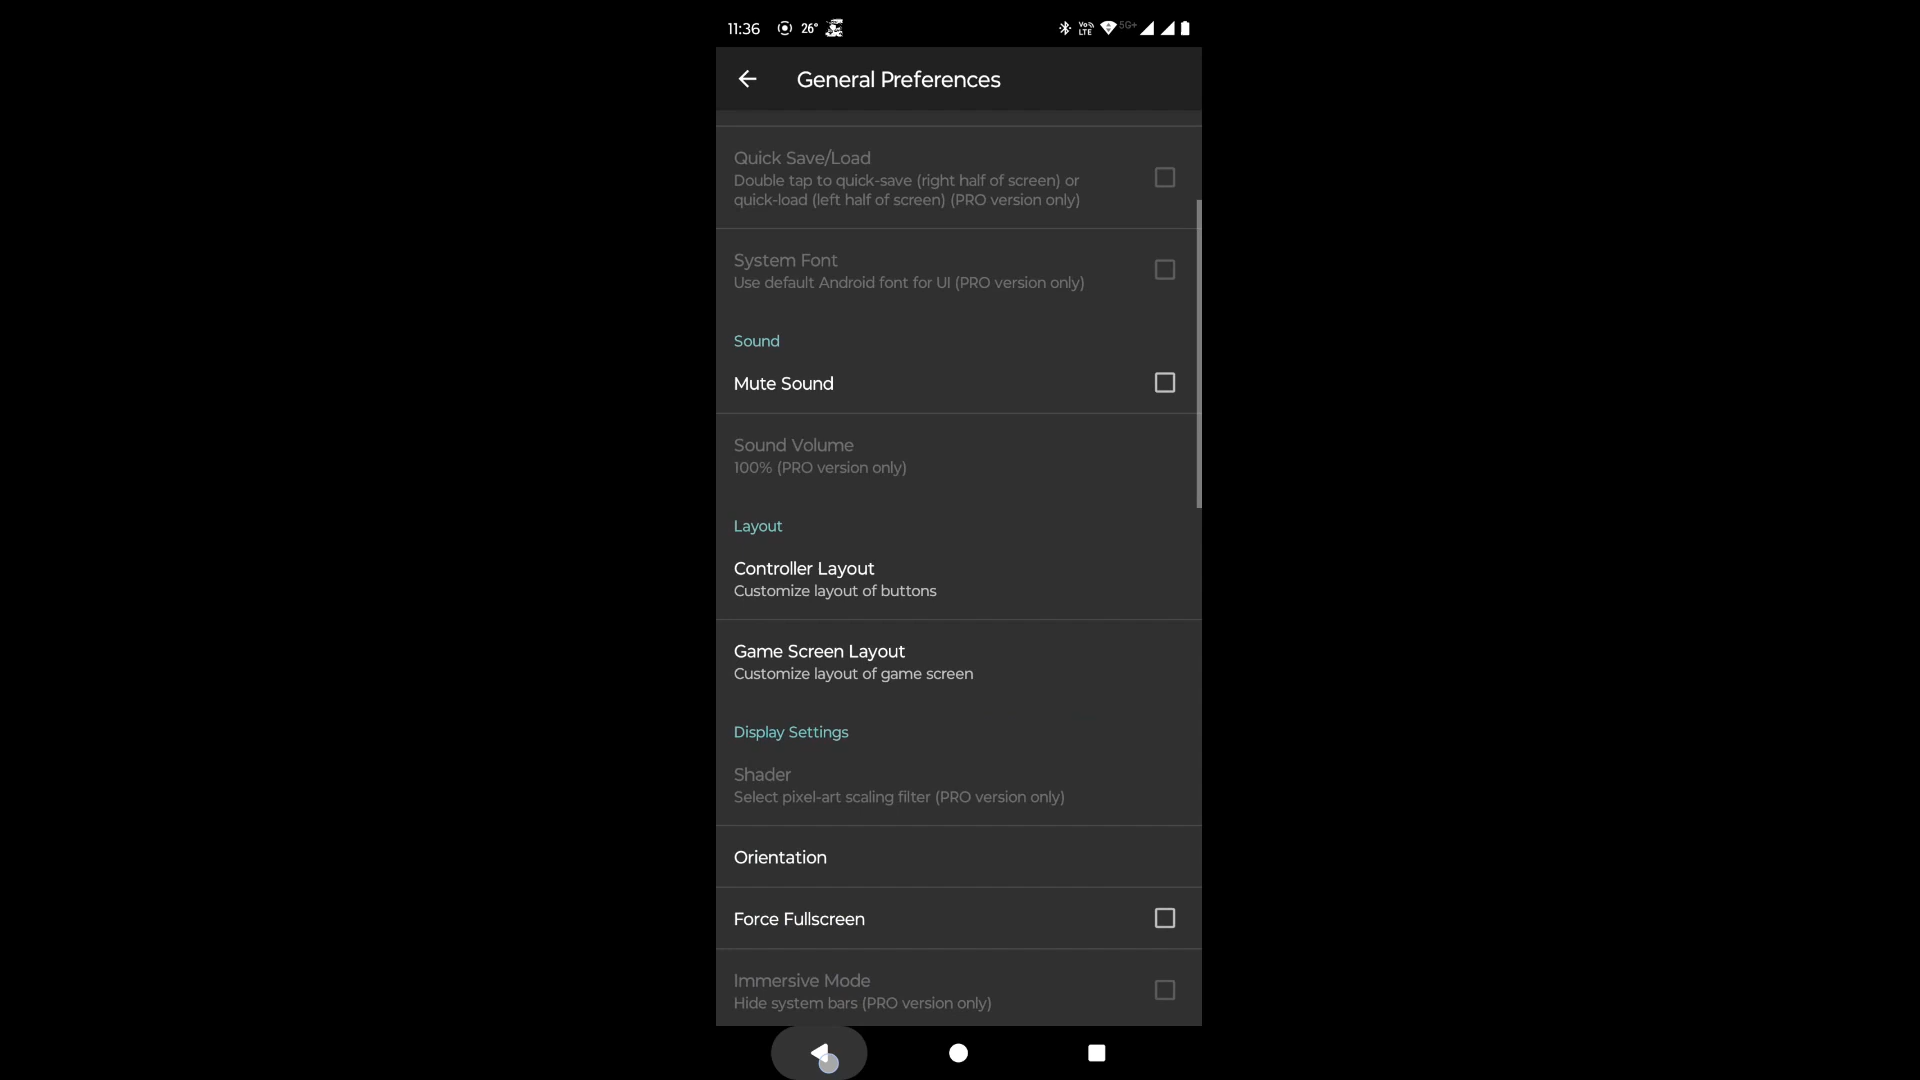 11:36 26° Vo LTE 5G+
General Preferences
Quick Save/Load
Double tap to quick-save (right half of screen) or
quick-load (left half of screen) (PRO version only)
System Font
Use default Android font for UI (PRO version only)
Sound
Mute Sound
Sound Volume
100% (PRO version only)
Layout
Controller Layout
Customize layout of buttons
Game Screen Layout
Customize layout of game screen
Display Settings
Shader
Select pixel-art scaling filter (PRO version only)
Orientation
Force Fullscreen
Immersive Mode
Hide system bars (PRO version only)